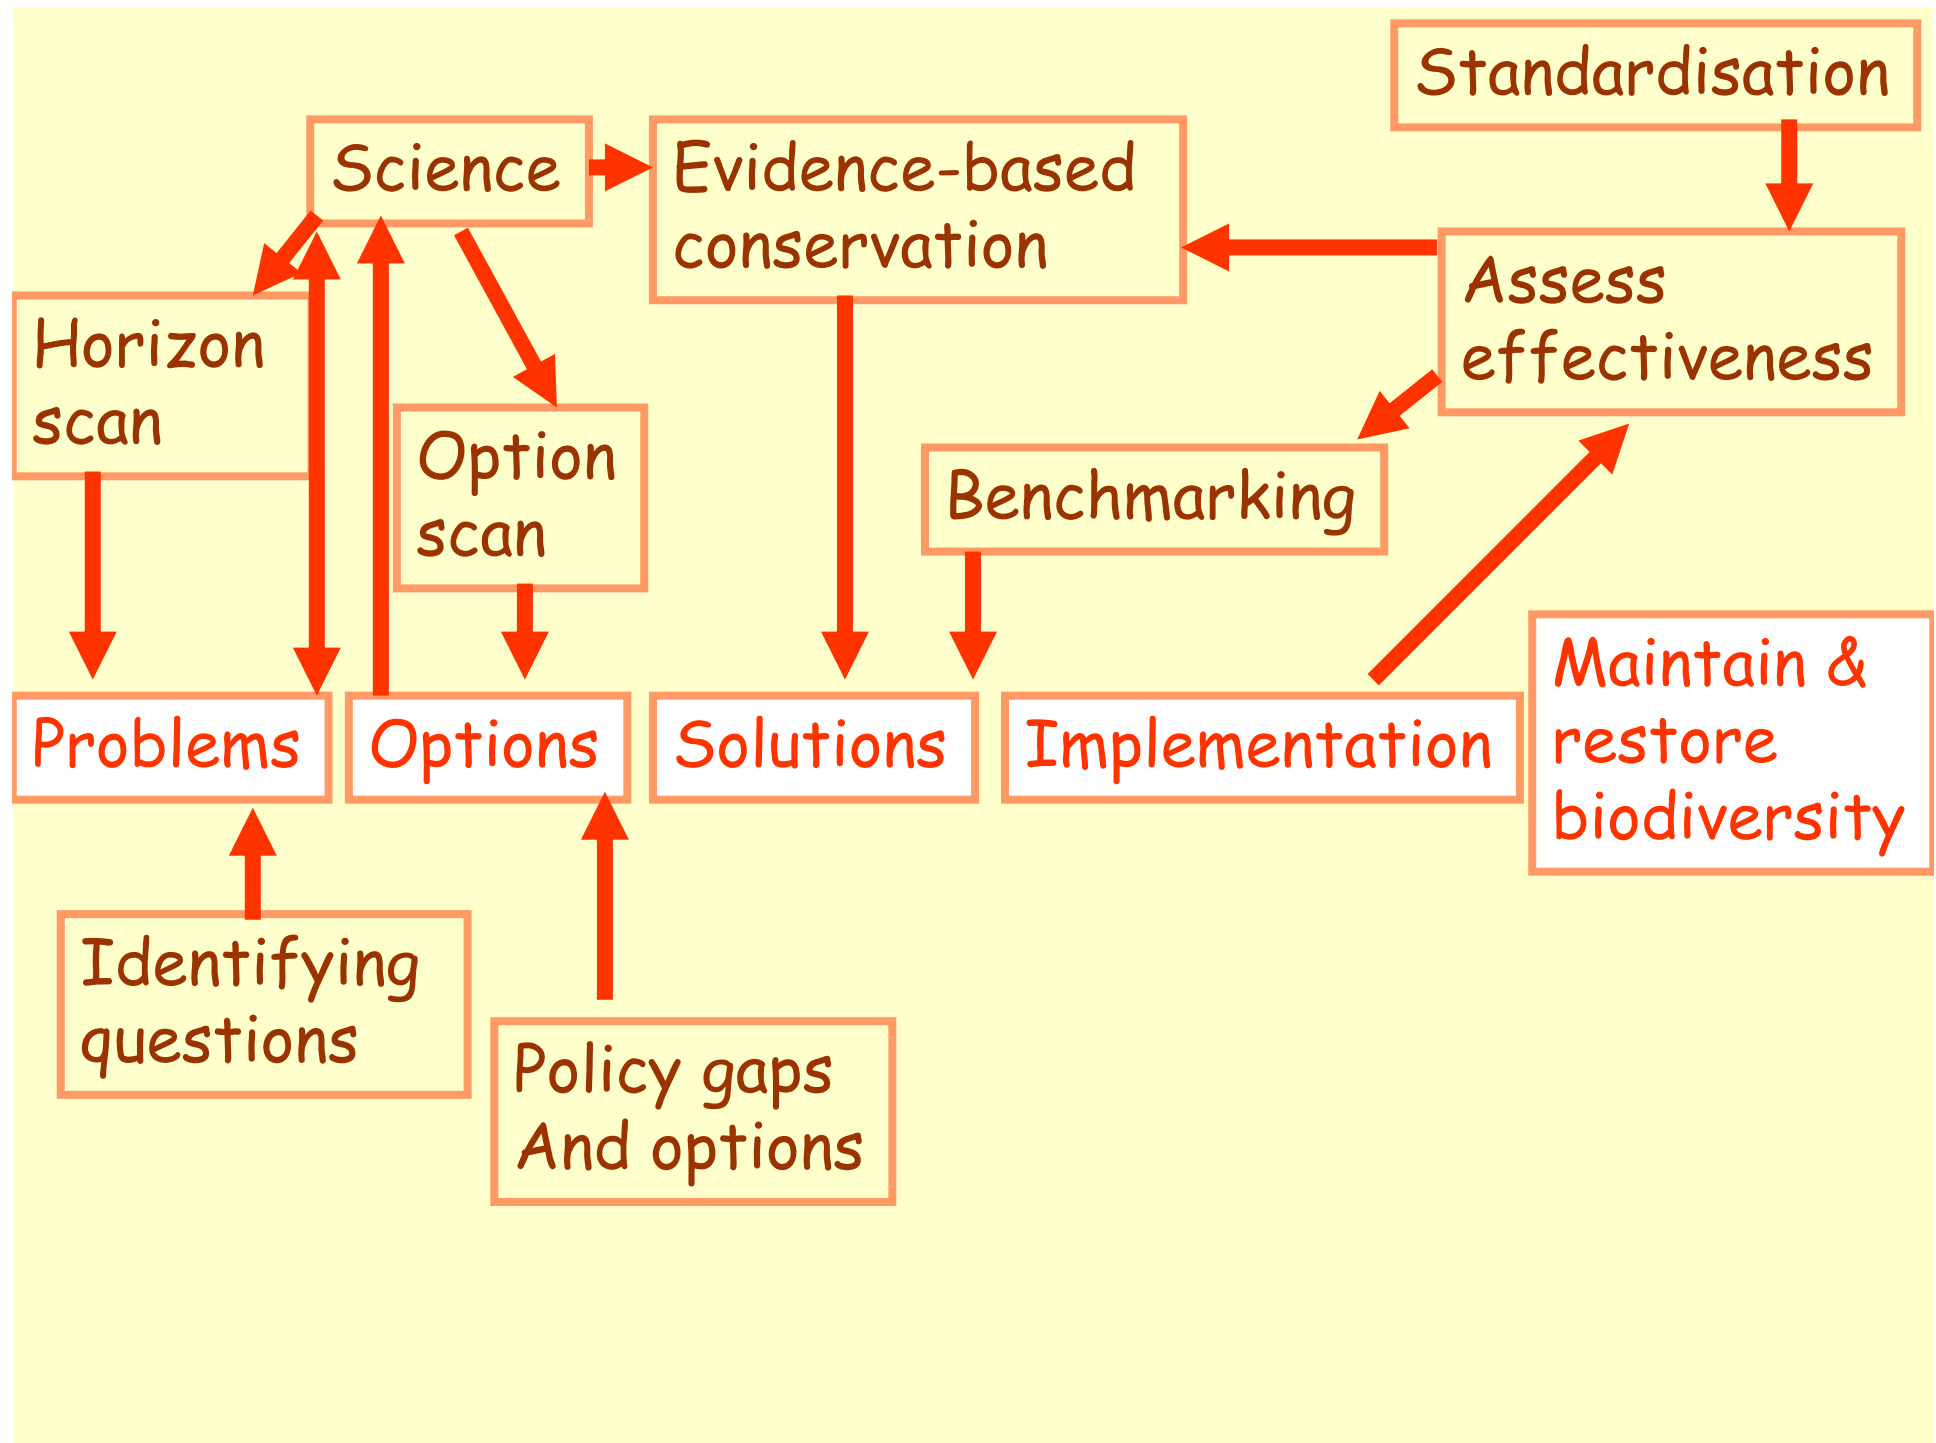 Standardisation
Science
Evidence-based
conservation
Assess
effectiveness
Horizon
scan
Option
scan
Benchmarking
Maintain &
restore
biodiversity
Problems
Options
Solutions
Implementation
Identifying
questions
Policy gaps
And options